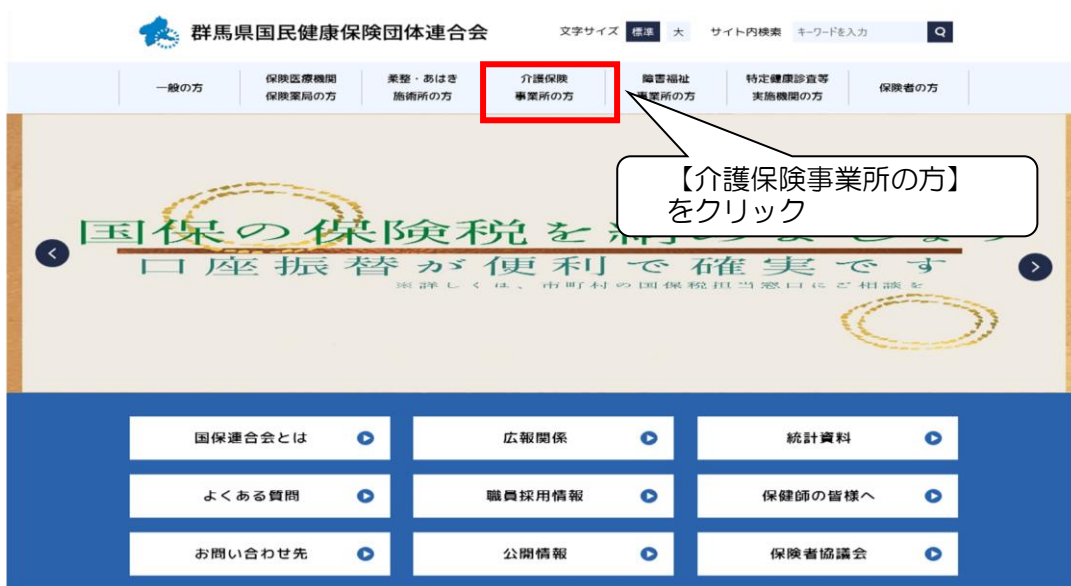 群馬県国民健康保険団体連合会
文字サイズ 標準 大 サイト内検索 キーワードを入力
一般の方
保険医療機関
保険薬局の方
柔整・あはき
施術所の方
介護保険
事業所の方
障害福祉
事業所の方
特定健康診査等
実施機関の方
保険者の方
【介護保険事業所の方】
をクリック
国保の保険税を納めましょう
口座振替が便利で確実です
※詳しくは、市町村の国保税担当窓口にご相談を
国保連合会とは
広報関係
統計資料
よくある質問
職員採用情報
保健師の皆様へ
お問い合わせ先
公開情報
保険者協議会